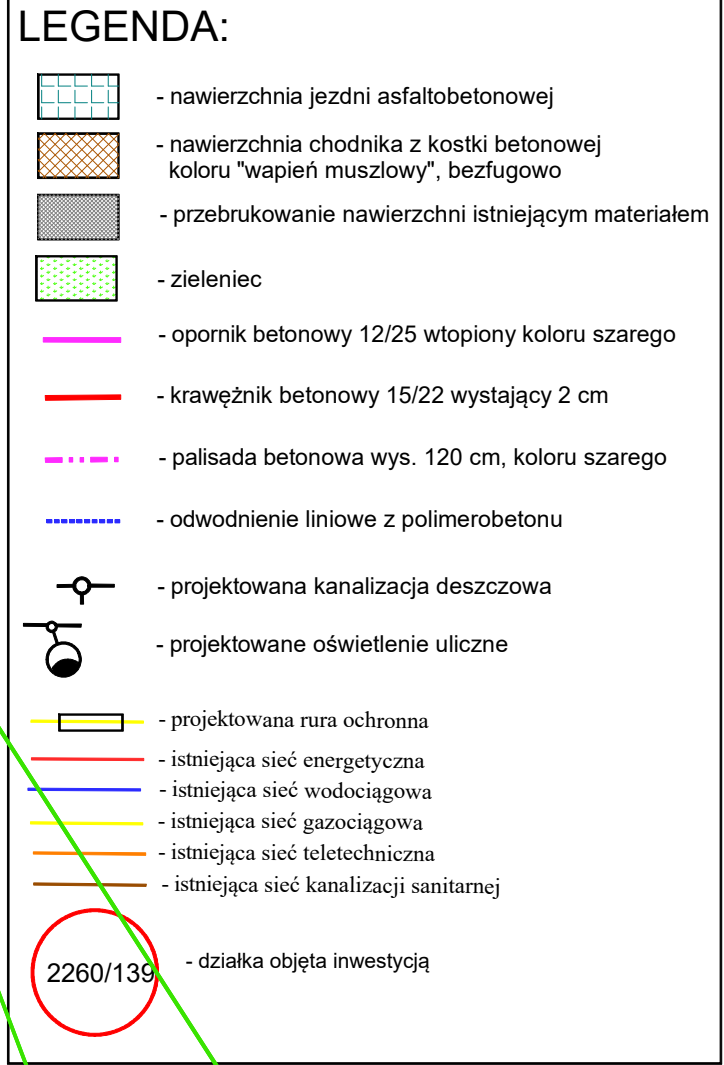 LEGENDA:
- nawierzchnia jezdni asfaltobetonowej
- nawierzchnia chodnika z kostki betonowej
koloru "wapień muszlowy", bezfugowo
- przebrukowanie nawierzchni istniejącym materiałem
- zieleniec
- opornik betonowy 12/25 wtopiony koloru szarego
- krawężnik betonowy 15/22 wystający 2 cm
- palisada betonowa wys. 120 cm, koloru szarego
- odwodnienie liniowe z polimerobetonu
- projektowana kanalizacja deszczowa
- projektowane oświetlenie uliczne
- projektowana rura ochronna
- istniejąca sieć energetyczna
- istniejąca sieć wodociągowa
- istniejąca sieć gazociągowa
- istniejąca sieć teletechniczna
- istniejąca sieć kanalizacji sanitarnej
2260/139 - działka objęta inwestycją